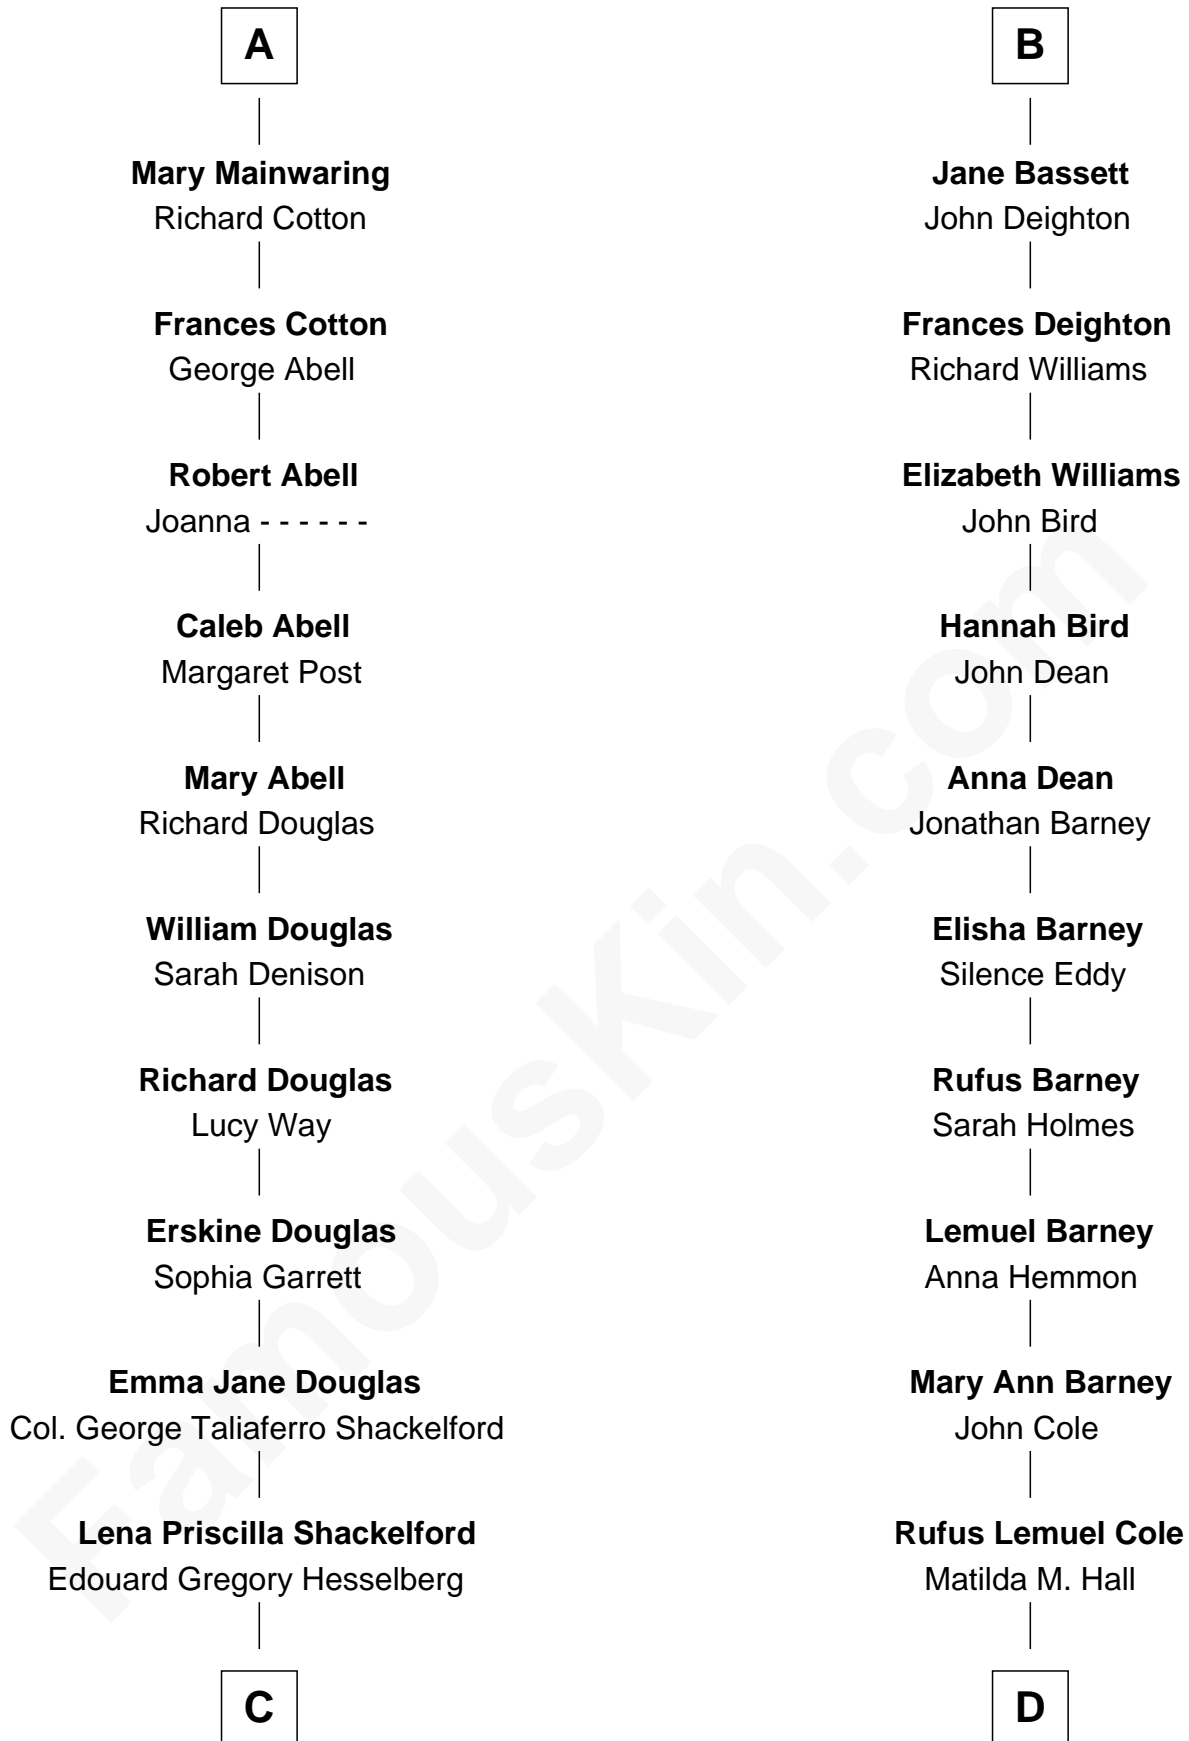 A
Mary Mainwaring
Richard Cotton
Frances Cotton
George Abell
Robert Abell
Joanna - - - - - -
Caleb Abell
Margaret Post
Mary Abell
Richard Douglas
William Douglas
Sarah Denison
Richard Douglas
Lucy Way
Erskine Douglas
Sophia Garrett
Emma Jane Douglas
Col. George Taliaferro Shackelford
Lena Priscilla Shackelford
Edouard Gregory Hesselberg
C
B
Jane Bassett
John Deighton
Frances Deighton
Richard Williams
Elizabeth Williams
John Bird
Hannah Bird
John Dean
Anna Dean
Jonathan Barney
Elisha Barney
Silence Eddy
Rufus Barney
Sarah Holmes
Lemuel Barney
Anna Hemmon
Mary Ann Barney
John Cole
Rufus Lemuel Cole
Matilda M. Hall
D
FamousKin.com